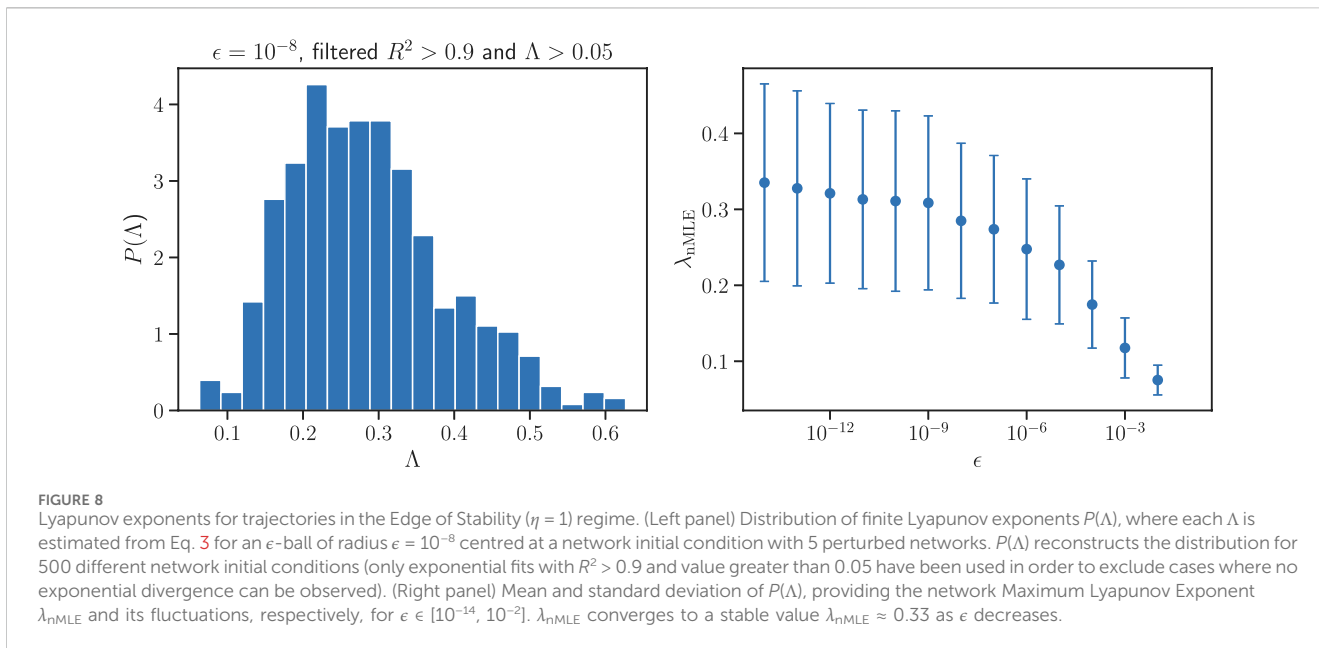 ϵ = 10⁻⁸, filtered R² > 0.9 and Λ > 0.05
P(Λ)
4
3
2
1
0
0.1 0.2 0.3 0.4 0.5 0.6
Λ
λnMLE
0.4
0.3
0.2
0.1
10⁻¹² 10⁻⁹ 10⁻⁶ 10⁻³
ϵ
FIGURE 8
Lyapunov exponents for trajectories in the Edge of Stability (η = 1) regime. (Left panel) Distribution of finite Lyapunov exponents P(Λ), where each Λ is
estimated from Eq. 3 for an ϵ-ball of radius ϵ = 10⁻⁸ centred at a network initial condition with 5 perturbed networks. P(Λ) reconstructs the distribution for
500 different network initial conditions (only exponential fits with R² > 0.9 and value greater than 0.05 have been used in order to exclude cases where no
exponential divergence can be observed). (Right panel) Mean and standard deviation of P(Λ), providing the network Maximum Lyapunov Exponent
λnMLE and its fluctuations, respectively, for ϵ ∈ [10⁻¹⁴, 10⁻²]. λnMLE converges to a stable value λnMLE ≈ 0.33 as ϵ decreases.